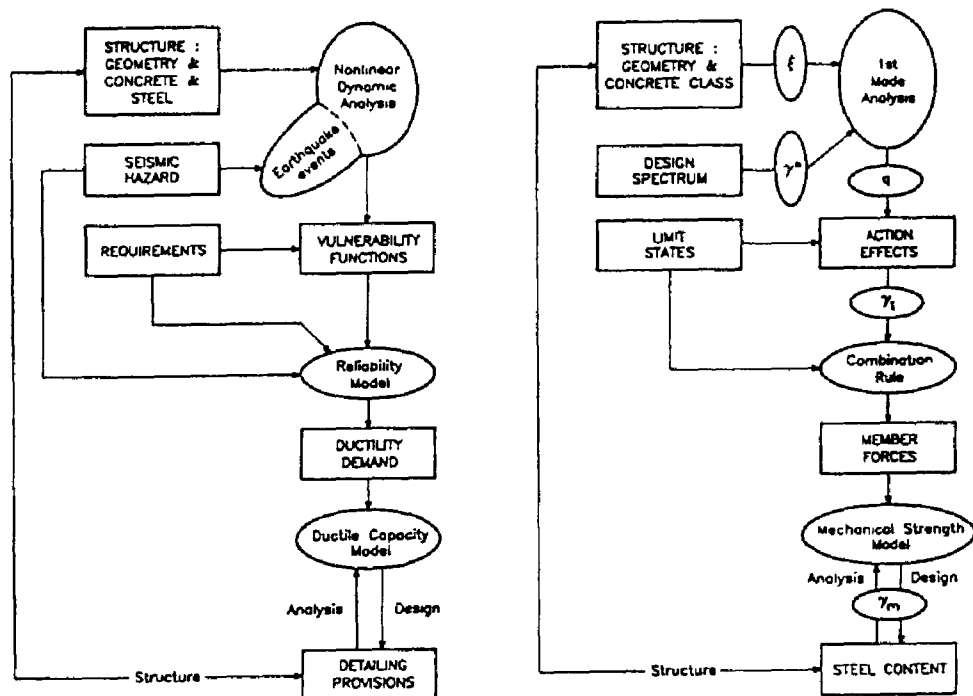 STRUCTURE :
GEOMETRY &
CONCRETE &
STEEL
Nonlinear
Dynamic
Analysis
Earthquake
events
SEISMIC
HAZARD
REQUIREMENTS
VULNERABILITY
FUNCTIONS
Reliability
Model
DUCTILITY
DEMAND
Ductile Capacity
Model
Analysis
Design
Structure
DETAILING
PROVISIONS
STRUCTURE :
GEOMETRY &
CONCRETE CLASS
ξ
1st
Mode Analysis
DESIGN
SPECTRUM
γ*
q
LIMIT
STATES
ACTION
EFFECTS
Combination
Rule
MEMBER
FORCES
Mechanical Strength
Model
Analysis
Design
γm
Structure
STEEL CONTENT